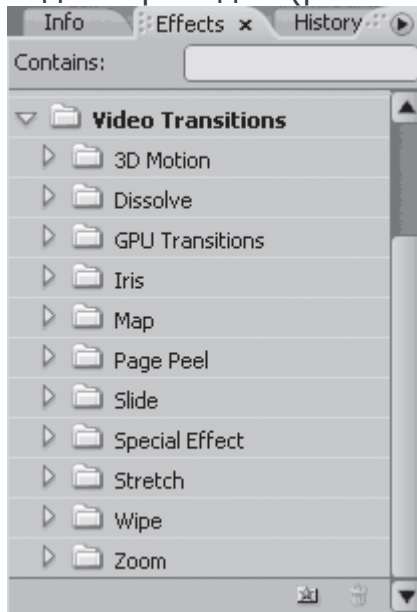 Info Effects x History
Contains:
Video Transitions
3D Motion
Dissolve
GPU Transitions
Iris
Map
Page Peel
Slide
Special Effect
Stretch
Wipe
Zoom